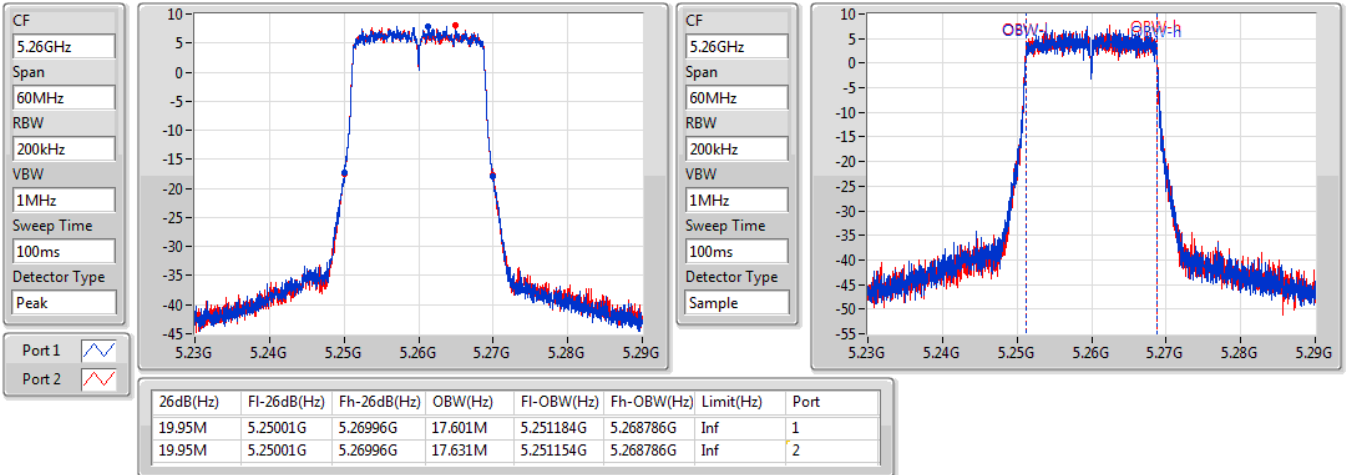 CF
5.26GHz
Span
60MHz
RBW
200kHz
VBW
1MHz
Sweep Time
100ms
Detector Type
Peak
10
5
0
-5
-10
-15
-20
-25
-30
-35
-40
-45
5.23G 5.24G 5.25G 5.26G 5.27G 5.28G 5.29G
CF
5.26GHz
Span
60MHz
RBW
200kHz
VBW
1MHz
Sweep Time
100ms
Detector Type
Sample
OBW-l OBW-h
10
5
0
-5
-10
-15
-20
-25
-30
-35
-40
-45
-50
-55
5.23G 5.24G 5.25G 5.26G 5.27G 5.28G 5.29G
Port 1
Port 2
26dB(Hz) Fl-26dB(Hz) Fh-26dB(Hz) OBW(Hz) Fl-OBW(Hz) Fh-OBW(Hz) Limit(Hz) Port
19.95M 5.25001G 5.26996G 17.601M 5.251184G 5.268786G Inf 1
19.95M 5.25001G 5.26996G 17.631M 5.251154G 5.268786G Inf 2